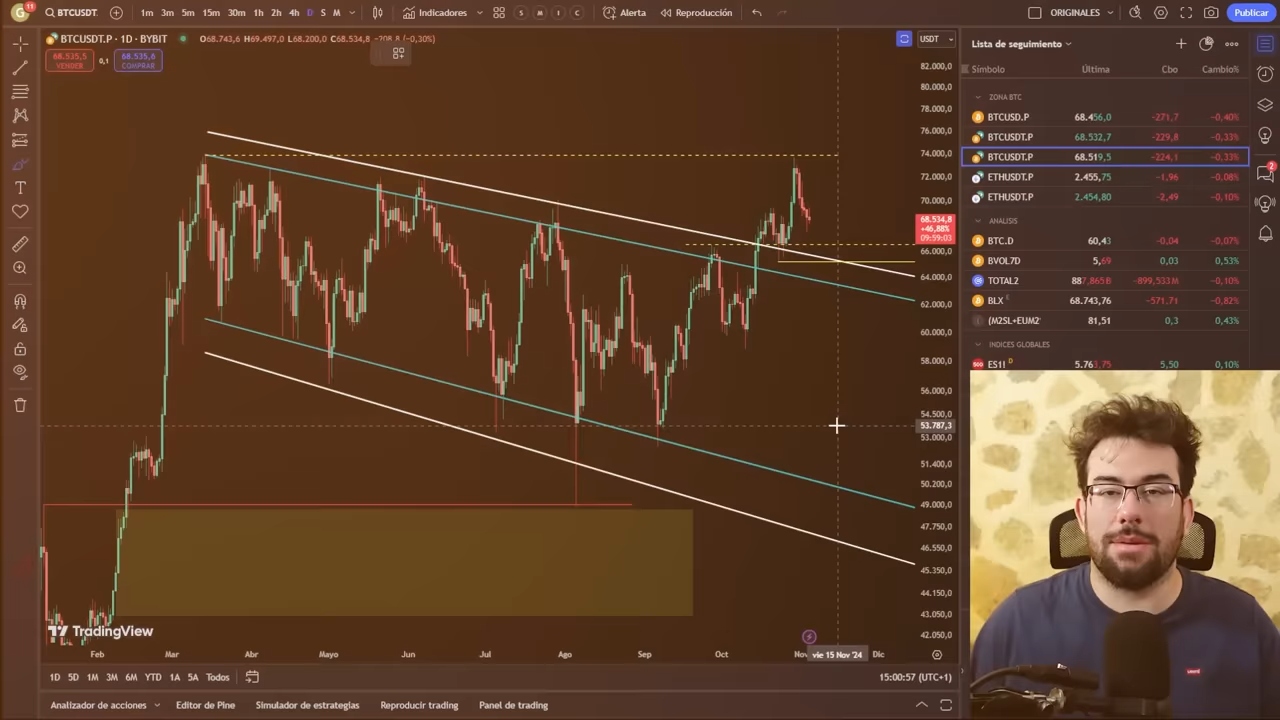 G 11 BTCUSDT. 1m 3m 5m 15m 30m 1h 2h 4h D S M Indicadores S M I C Alerta Reproducción ORIGINALES Publicar
BTCUSDT.P · 1D · BYBIT O68.743,6 H69.497,0 L68.200,0 C68.534,8 −208,8 (−0,30%) USDT
68.535,5 VENDER
0,1
68.535,6 COMPRAR
82.000,0
80.000,0
78.000,0
76.000,0
74.000,0
72.000,0
70.000,0
68.534,8
+46,88%
09:59:03
66.000,0
64.000,0
62.000,0
60.000,0
58.000,0
56.000,0
54.500,0
53.787,3
53.000,0
51.400,0
50.200,0
49.000,0
47.750,0
46.550,0
45.350,0
44.150,0
43.050,0
42.050,0
TradingView
Feb Mar Abr Mayo Jun Jul Ago Sep Oct Nov vie 15 Nov '24 Dic
1D 5D 1M 3M 6M YTD 1A 5A Todos 15:00:57 (UTC+1)
Analizador de acciones Editor de Pine Simulador de estrategias Reproducir trading Panel de trading
Lista de seguimiento
Símbolo Última Cbo Cambio%
ZONA BTC
BTCUSD.P 68.456,0 −271,7 −0,40%
BTCUSDT.P 68.532,7 −229,8 −0,33%
BTCUSDT.P 68.519,5 −224,1 −0,33%
ETHUSDT.P 2.455,75 −1,96 −0,08%
ETHUSDT.P 2.454,80 −2,49 −0,10%
ANALISIS
BTC.D 60,43 −0,04 −0,07%
BVOL7D 5,69 0,03 0,53%
TOTAL2 887,865B −899,533M −0,10%
BLX E 68.743,76 −571,71 −0,82%
(M2SL+EUM2* 81,51 0,3 0,43%
INDICES GLOBALES
500 ES1! D 5.763,75 5,50 0,10%
2